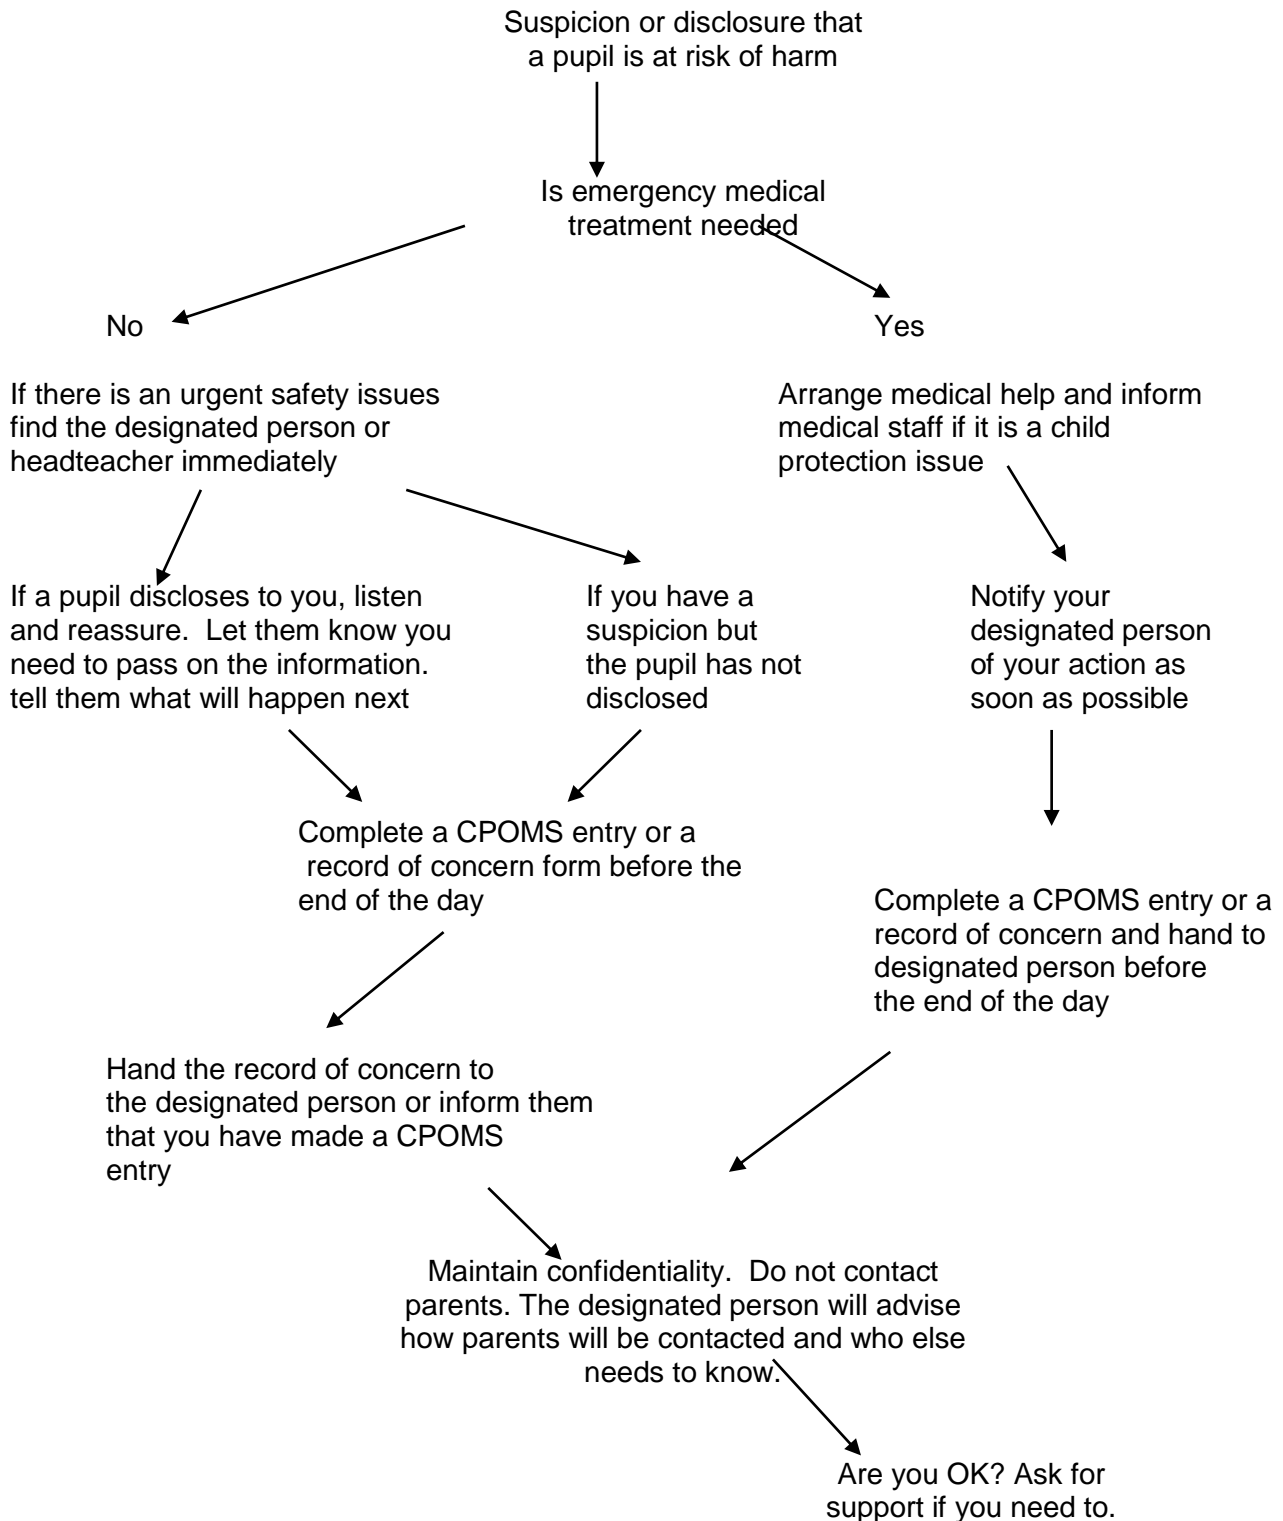 Suspicion or disclosure that
a pupil is at risk of harm
Is emergency medical
treatment needed
No
Yes
If there is an urgent safety issues
find the designated person or
headteacher immediately
Arrange medical help and inform
medical staff if it is a child
protection issue
If a pupil discloses to you, listen
and reassure.  Let them know you
need to pass on the information.
tell them what will happen next
If you have a
suspicion but
the pupil has not
disclosed
Notify your
designated person
of your action as
soon as possible
Complete a CPOMS entry or a
record of concern form before the
end of the day
Complete a CPOMS entry or a
record of concern and hand to
designated person before
the end of the day
Hand the record of concern to
the designated person or inform them
that you have made a CPOMS
entry
Maintain confidentiality.  Do not contact
parents. The designated person will advise
how parents will be contacted and who else
needs to know.
Are you OK? Ask for
support if you need to.